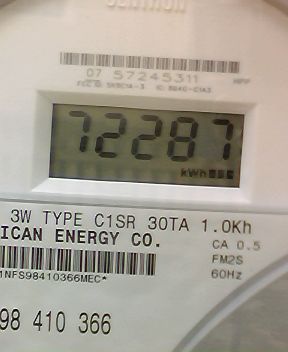 CENTRON
07 57245311
72287
kWh
3W TYPE C1SR 30TA 1.0Kh
ICAN ENERGY CO.
CA 0.5
FM2S
60Hz
1NFS98410366MEC*
98 410 366